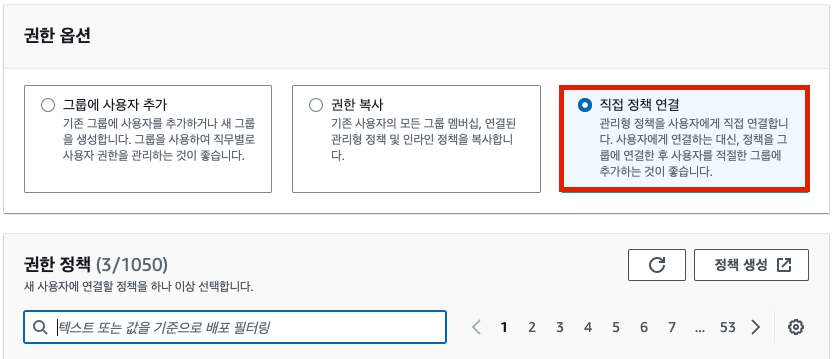 권한 옵션
그룹에 사용자 추가
기존 그룹에 사용자를 추가하거나 새 그룹
을 생성합니다. 그룹을 사용하여 직무별로
사용자 권한을 관리하는 것이 좋습니다.
권한 복사
기존 사용자의 모든 그룹 멤버십, 연결된
관리형 정책 및 인라인 정책을 복사합니
다.
직접 정책 연결
관리형 정책을 사용자에게 직접 연결합니
다. 사용자에게 연결하는 대신, 정책을 그
룹에 연결한 후 사용자를 적절한 그룹에
추가하는 것이 좋습니다.
권한 정책 (3/1050)
새 사용자에 연결할 정책을 하나 이상 선택합니다.
정책 생성
텍스트 또는 값을 기준으로 배포 필터링
1 2 3 4 5 6 7 ... 53